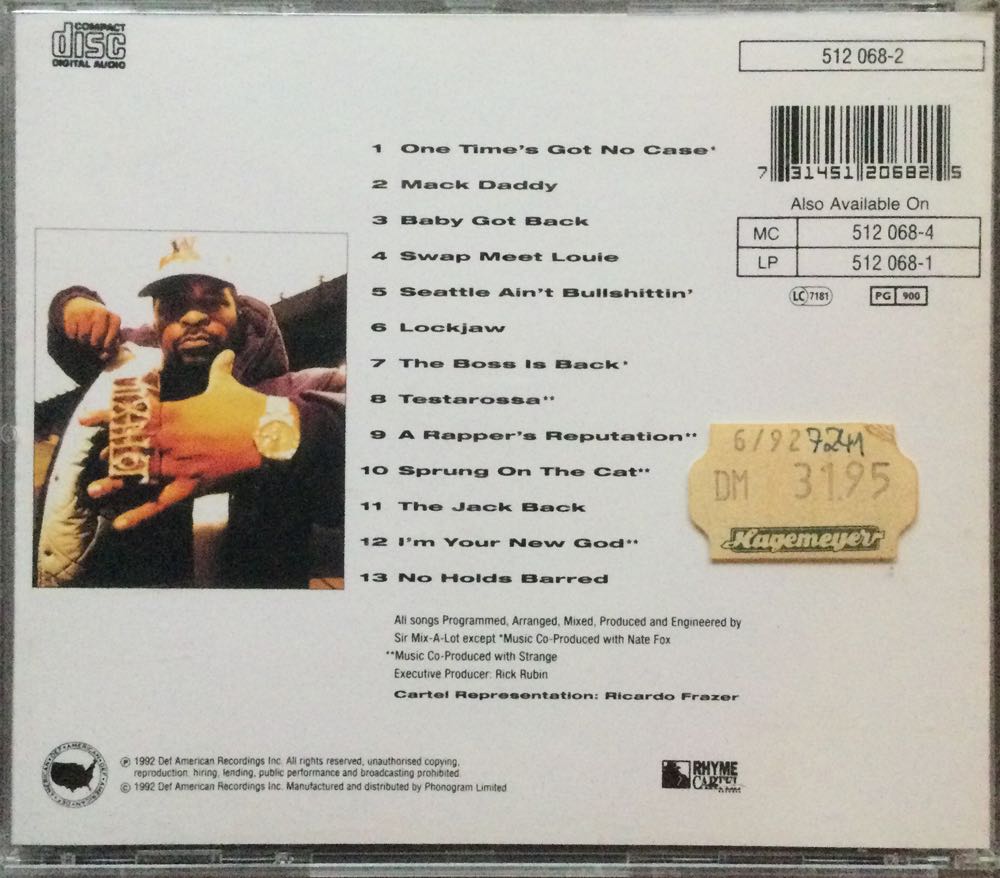 COMPACT
disc
DIGITAL AUDIO
512 068-2
7 31451 20682 5
Also Available On
MC 512 068-4
LP 512 068-1
LC 7181
PG 900
1 One Time's Got No Case*
2 Mack Daddy
3 Baby Got Back
4 Swap Meet Louie
5 Seattle Ain't Bullshittin'
6 Lockjaw
7 The Boss Is Back*
8 Testarossa**
9 A Rapper's Reputation**
10 Sprung On The Cat**
11 The Jack Back
12 I'm Your New God**
13 No Holds Barred
6/92 7241
DM 31.95
Hagemeyer
All songs Programmed, Arranged, Mixed, Produced and Engineered by
Sir Mix-A-Lot except *Music Co-Produced with Nate Fox
**Music Co-Produced with Strange
Executive Producer: Rick Rubin
Cartel Representation: Ricardo Frazer
DEF·AMERICAN·DEF·AMERICAN
℗ 1992 Def American Recordings Inc. All rights reserved, unauthorised copying,
reproduction, hiring, lending, public performance and broadcasting prohibited.
© 1992 Def American Recordings Inc. Manufactured and distributed by Phonogram Limited
RHYME
CARTEL